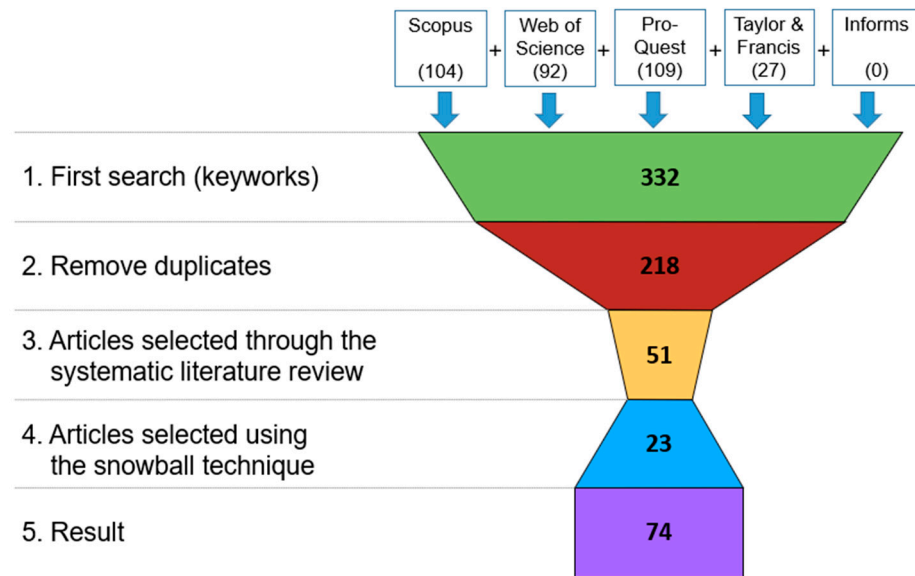 Scopus
(104)
+
Web of
Science
(92)
+
Pro-
Quest
(109)
+
Taylor &
Francis
(27)
+
Informs
(0)
1. First search (keyworks)
332
2. Remove duplicates
218
3. Articles selected through the
systematic literature review
51
4. Articles selected using
the snowball technique
23
5. Result
74